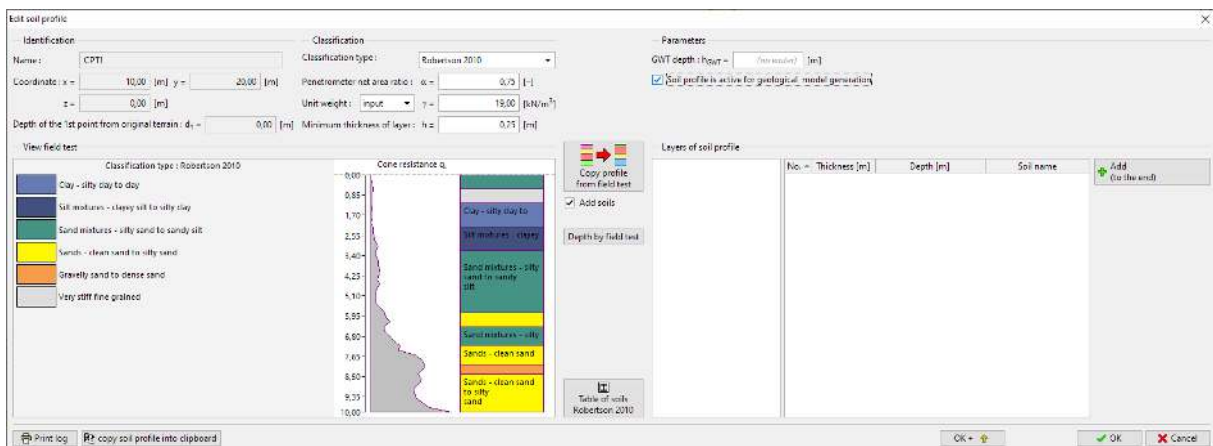 Edit soil profile
Identification
Name : CPT1
Coordinate : x = 10,00 [m] y = 20,00 [m]
z = 0,00 [m]
Depth of the 1st point from original terrain : d₁ = 0,00 [m]
Classification
Classification type : Robertson 2010
Penetrometer net area ratio : α = 0,75 [–]
Unit weight : input γ = 19,00 [kN/m³]
Minimum thickness of layer : h = 0,25 [m]
Parameters
GWT depth : hGWT = [m]
Soil profile is active for geological model generation
View field test
Classification type : Robertson 2010
Clay - silty clay to clay
Silt mixtures - clayey silt to silty clay
Sand mixtures - silty sand to sandy silt
Sands - clean sand to silty sand
Gravelly sand to dense sand
Very stiff fine grained
Cone resistance q
0,00
0,85
1,70
2,55
3,40
4,25
5,10
5,95
6,80
7,65
8,50
9,35
10,00
Clay - silty clay to
Silt mixtures - clayey
Sand mixtures - silty
sand to sandy
silt
Sand mixtures - silty
Sands - clean sand
Sands - clean sand
to silty
sand
Copy profile
from field test
Add soils
Depth by field test
Table of soils
Robertson 2010
Layers of soil profile
No. Thickness [m] Depth [m] Soil name
Add
(to the end)
Print log
copy soil profile into clipboard
OK +
OK
Cancel